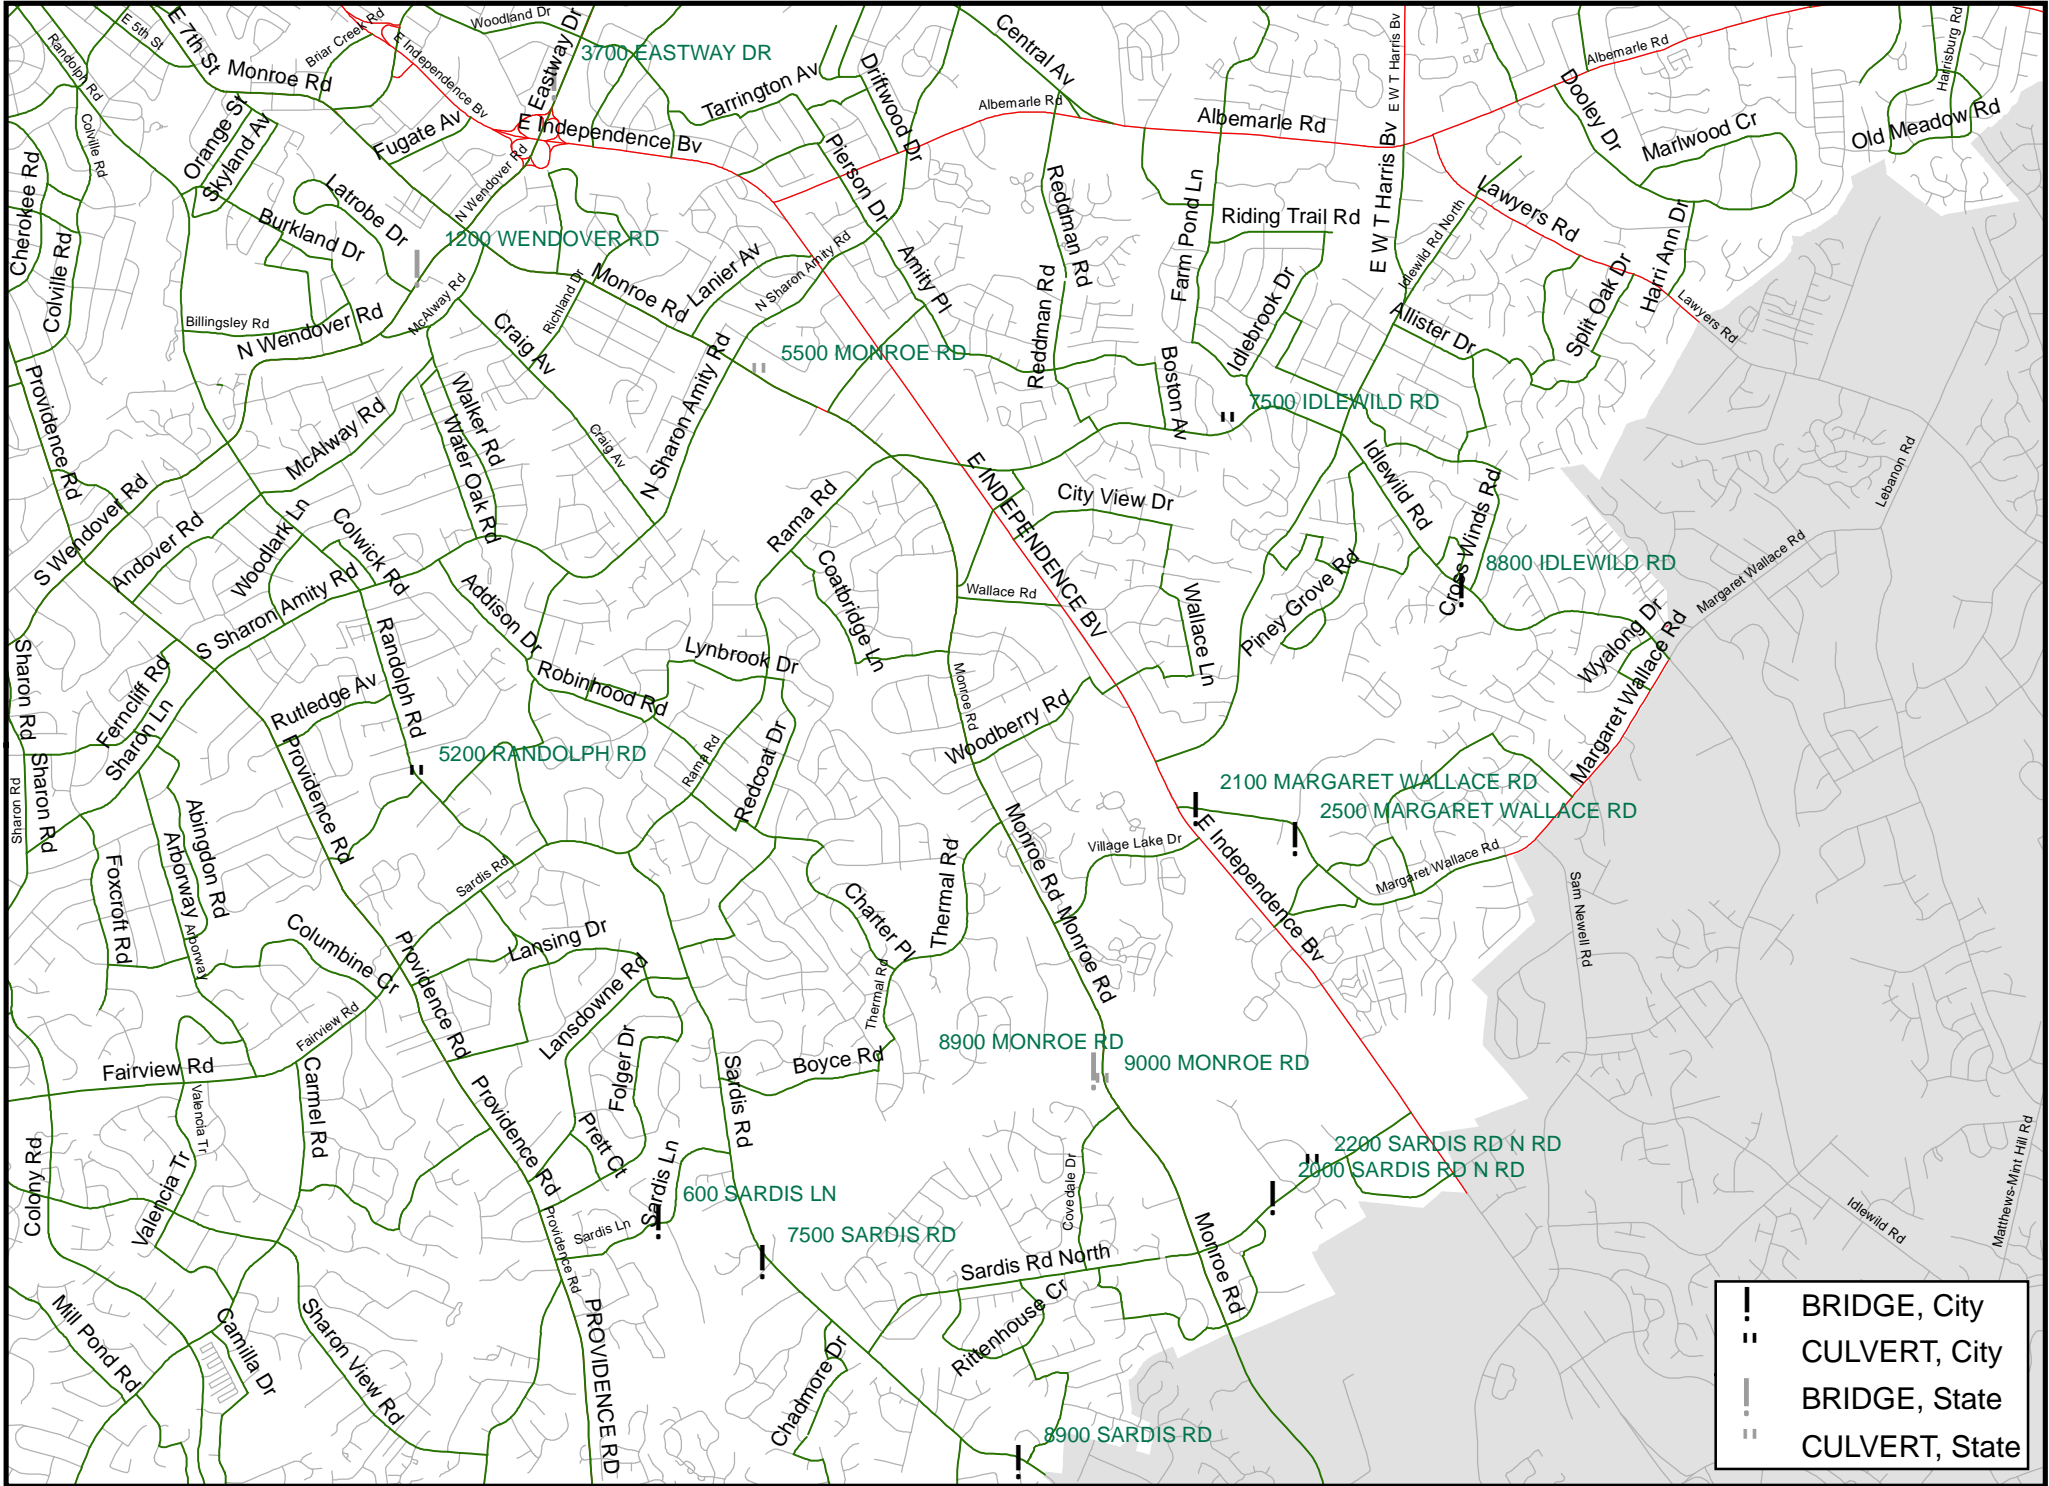 E 5th St
E 7th St
Randolph Rd
Briar Creek Rd
E Independence Bv
Woodland Dr
E Eastway Dr
3700 EASTWAY DR
Central Av
E W T Harris Bv
Albemarle Rd
Harrisburg Rd
Monroe Rd
Tarrington Av
Driftwood Dr
Albemarle Rd
Albemarle Rd
Dooley Dr
Marlwood Cr
Old Meadow Rd
Colville Rd
Orange St
Skyland Av
Fugate Av
E Independence Bv
N Wendover Rd
Pierson Dr
Cherokee Rd
Latrobe Dr
Burkland Dr
1200 WENDOVER RD
Reddman Rd
Farm Pond Ln
Riding Trail Rd
E W T Harris Bv
Idlewild Rd North
Lawyers Rd
Harri Ann Dr
Split Oak Dr
Lawyers Rd
Colville Rd
Billingsley Rd
N Wendover Rd
McAlway Rd
Richland Dr
Monroe Rd
Lanier Av
N Sharon Amity Rd
Amity Pl
Reddman Rd
Idlebrook Dr
Allister Dr
Craig Av
5500 MONROE RD
Boston Av
7500 IDLEWILD RD
Providence Rd
McAlway Rd
Walker Rd
Water Oak Rd
Craig Av
N Sharon Amity Rd
E INDEPENDENCE BV
City View Dr
Idlewild Rd
Cross Winds Rd
Lebanon Rd
S Wendover Rd
Andover Rd
Woodlark Ln
Colwick Rd
Rama Rd
Coatbridge Ln
Wallace Rd
Wallace Ln
Piney Grove Rd
8800 IDLEWILD RD
Margaret Wallace Rd
S Sharon Amity Rd
Addison Dr
Randolph Rd
Robinhood Rd
Lynbrook Dr
Monroe Rd
Woodberry Rd
Wyalong Dr
Margaret Wallace Rd
Sharon Rd
Ferncliff Rd
Sharon Ln
Rutledge Av
5200 RANDOLPH RD
Rama Rd
Redcoat Dr
2100 MARGARET WALLACE RD
2500 MARGARET WALLACE RD
Sharon Rd
Sharon Rd
Providence Rd
Abingdon Rd
Arborway
Arborway
Foxcroft Rd
Sardis Rd
Monroe Rd
Thermal Rd
Village Lake Dr
E Independence Bv
Margaret Wallace Rd
Sam Newell Rd
Columbine Cr
Providence Rd
Lansing Dr
Lansdowne Rd
Charter Pl
Thermal Rd
Monroe Rd
Fairview Rd
Fairview Rd
Carmel Rd
Folger Dr
Prett Ct
Boyce Rd
Sardis Rd
8900 MONROE RD
9000 MONROE RD
Valencia Tr
Valencia Tr
Colony Rd
Providence Rd
Sardis Ln
600 SARDIS LN
Sardis Ln
Providence Rd
7500 SARDIS RD
Covedale Dr
2200 SARDIS RD N RD
2000 SARDIS RD N RD
Sardis Rd North
Monroe Rd
Idlewild Rd
Matthews-Mint Hill Rd
Mill Pond Rd
Camilla Dr
Sharon View Rd
PROVIDENCE RD
Chadmore Dr
Rittenhouse Cr
8900 SARDIS RD
BRIDGE, City
CULVERT, City
BRIDGE, State
CULVERT, State